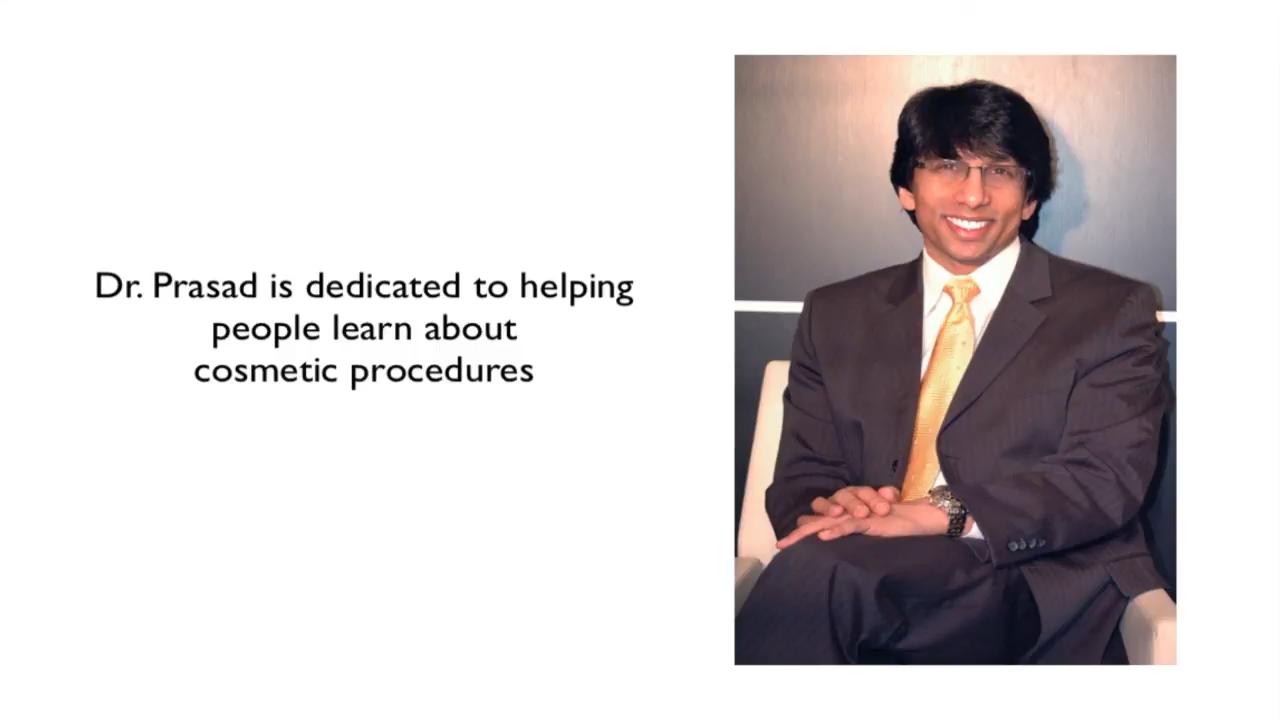 Dr. Prasad is dedicated to helping
people learn about
cosmetic procedures